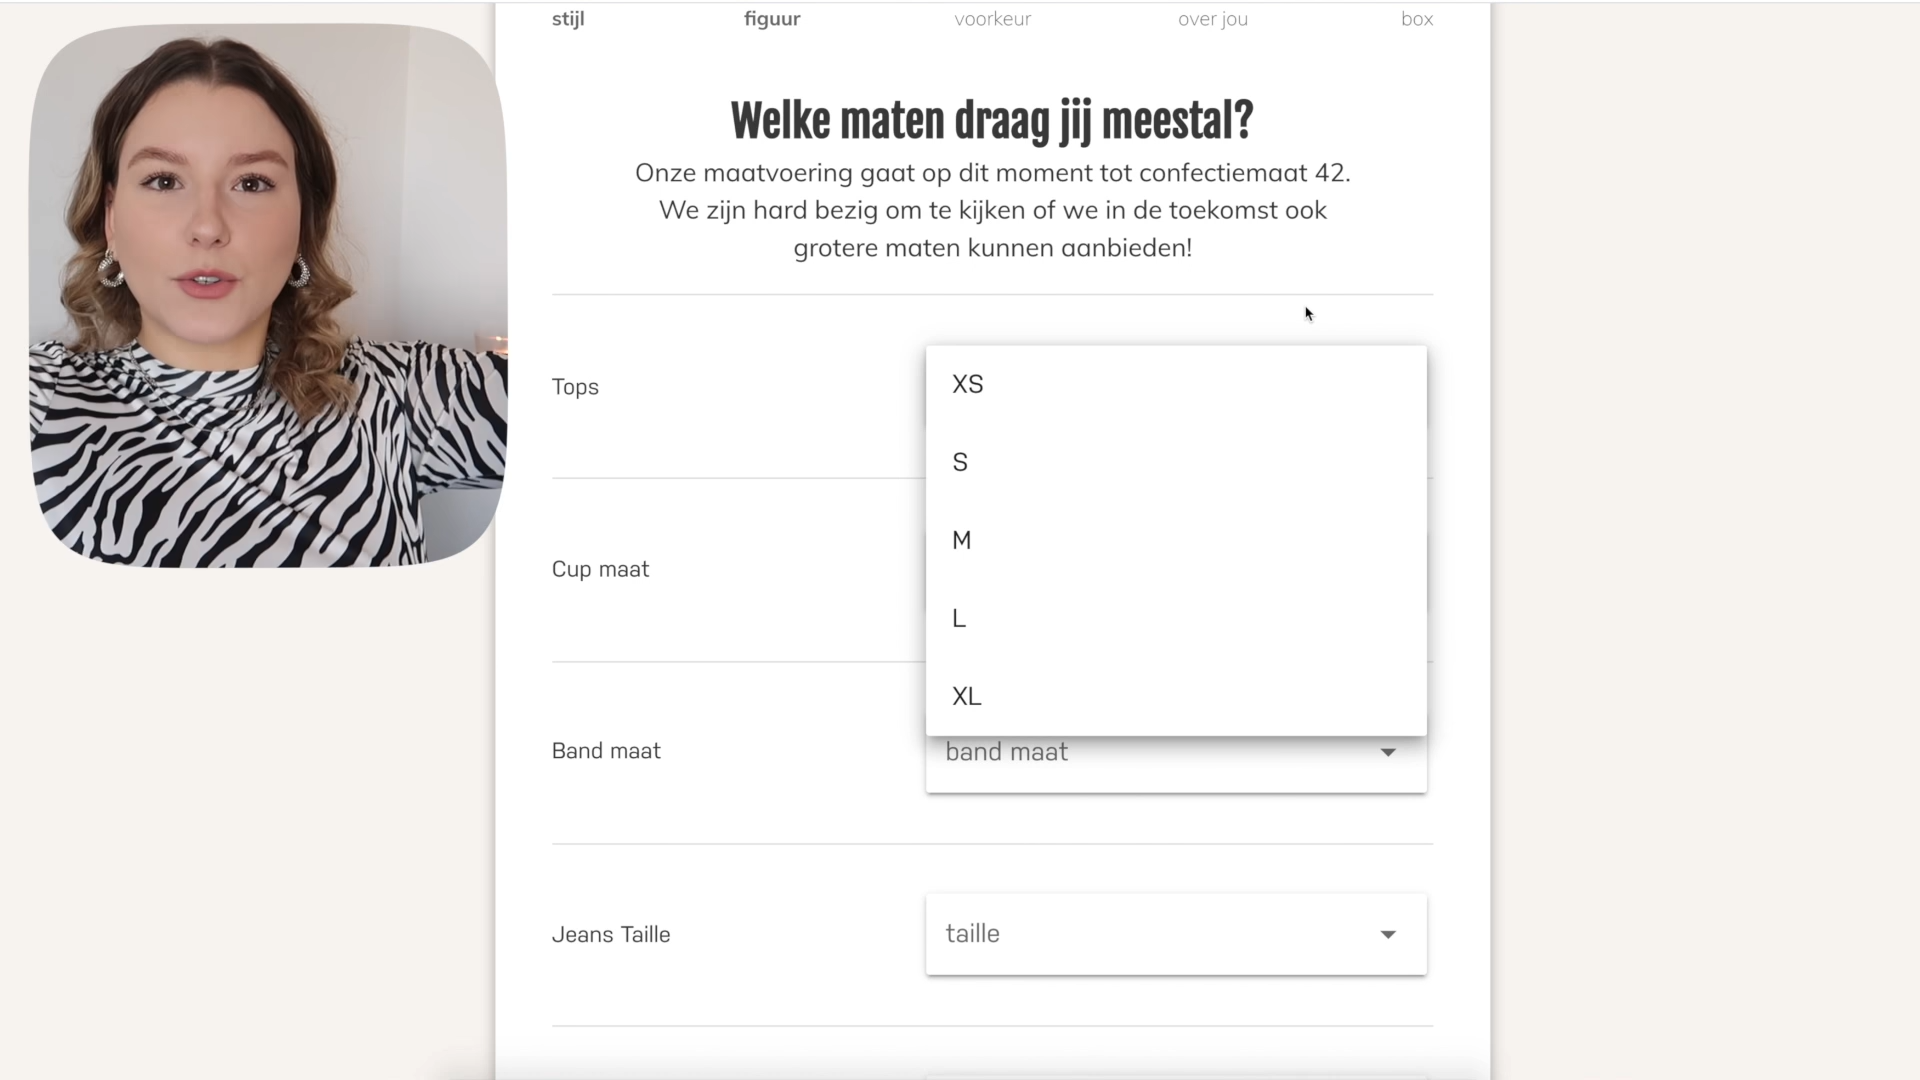 stijl figuur voorkeur over jou box
Welke maten draag jij meestal?
Onze maatvoering gaat op dit moment tot confectiemaat 42.
We zijn hard bezig om te kijken of we in de toekomst ook
grotere maten kunnen aanbieden!
Tops
XS
S
M
L
XL
Cup maat
Band maat
band maat
Jeans Taille
taille